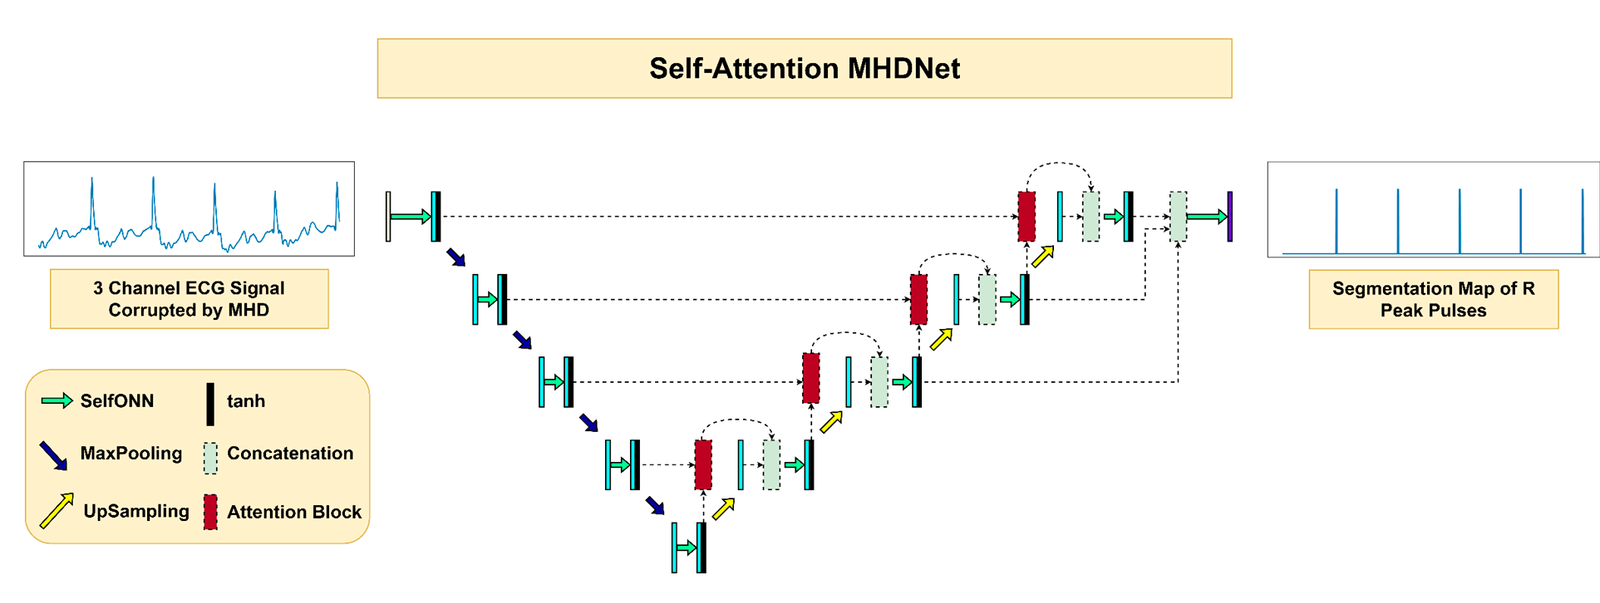 Self-Attention MHDNet
3 Channel ECG Signal
Corrupted by MHD
Segmentation Map of R
Peak Pulses
SelfONN
tanh
MaxPooling
Concatenation
UpSampling
Attention Block